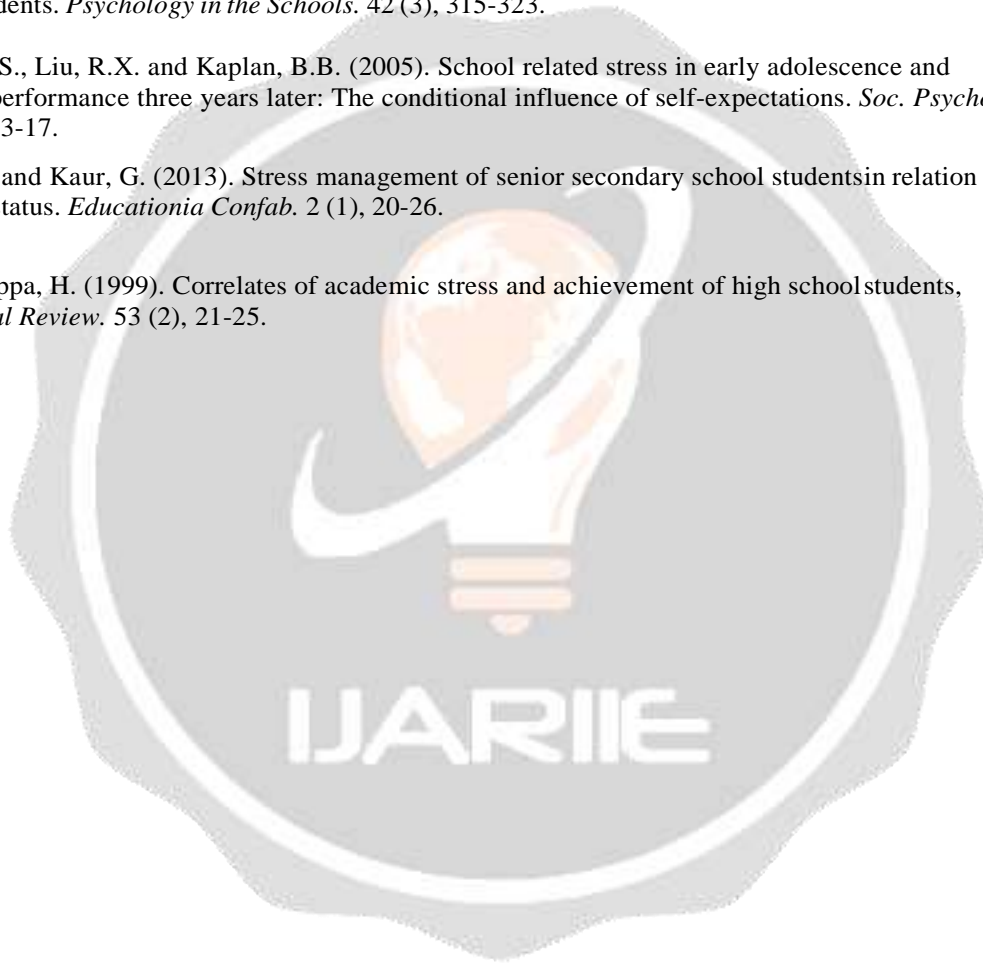 dents. Psychology in the Schools. 42 (3), 315-323.
S., Liu, R.X. and Kaplan, B.B. (2005). School related stress in early adolescence and
performance three years later: The conditional influence of self-expectations. Soc. Psych
3-17.
and Kaur, G. (2013). Stress management of senior secondary school studentsin relation
tatus. Educationia Confab. 2 (1), 20-26.
ppa, H. (1999). Correlates of academic stress and achievement of high schoolstudents,
al Review. 53 (2), 21-25.
IJARIIE